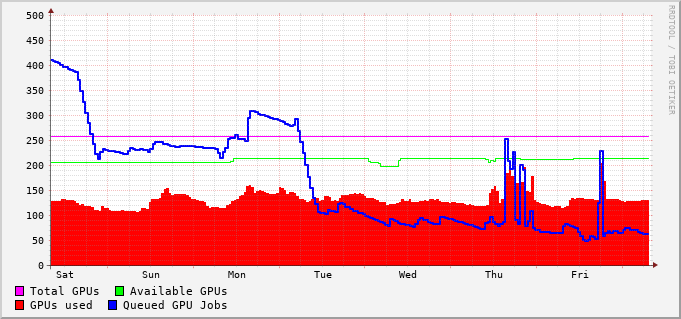 RRDTOOL / TOBI OETIKER
500
450
400
350
300
250
200
150
100
50
0
Sat Sun Mon Tue Wed Thu Fri
Total GPUs Available GPUs
GPUs used Queued GPU Jobs